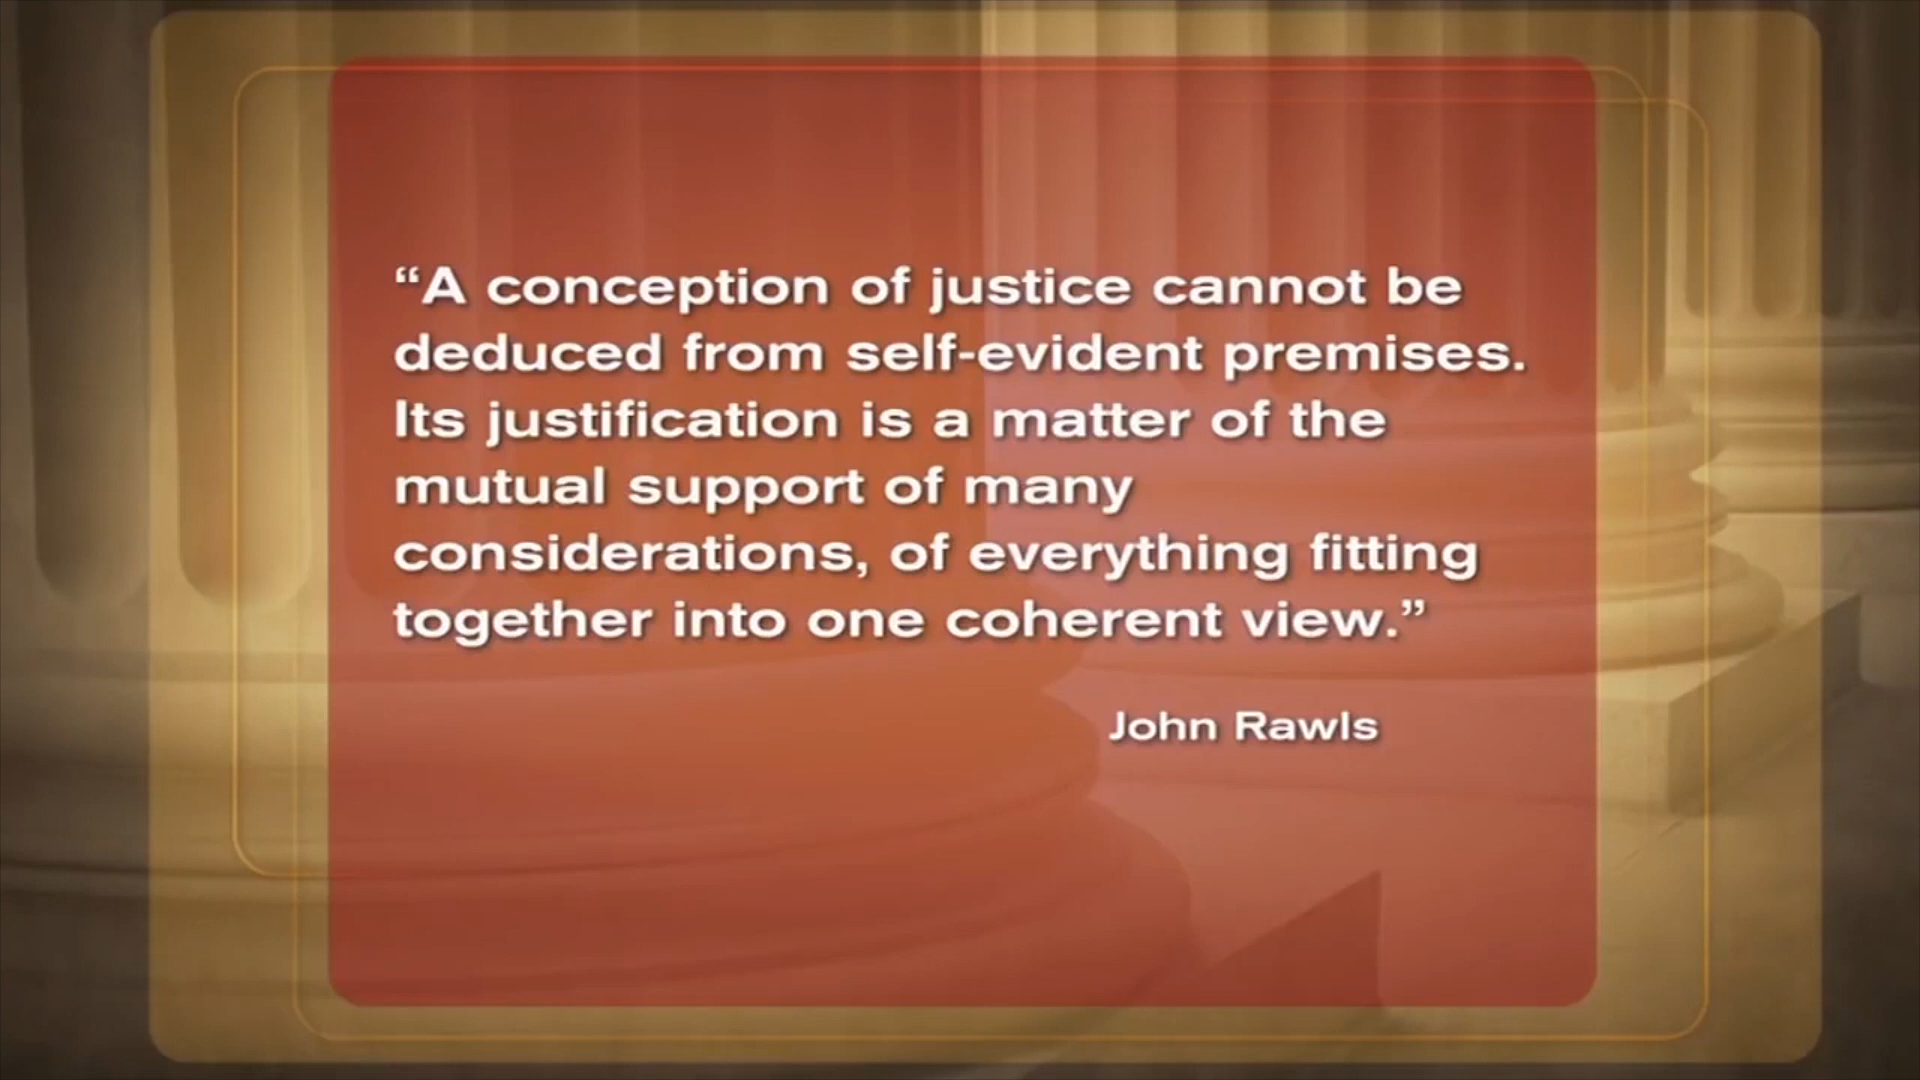 “A conception of justice cannot be
deduced from self-evident premises.
Its justification is a matter of the
mutual support of many
considerations, of everything fitting
together into one coherent view.”
John Rawls